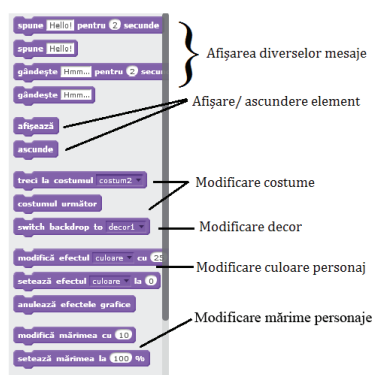 spune Hello! pentru 2 secunde
spune Hello!
gândește Hmm... pentru 2 secun
gândește Hmm...
Afișarea diverselor mesaje
Afișare/ ascundere element
afișează
ascunde
treci la costumul costum2
costumul următor
switch backdrop to decor1
Modificare costume
Modificare decor
modifică efectul culoare cu 25
setează efectul culoare la 0
anulează efectele grafice
Modificare culoare personaj
modifică mărimea cu 10
setează mărimea la 100 %
Modificare mărime personaje